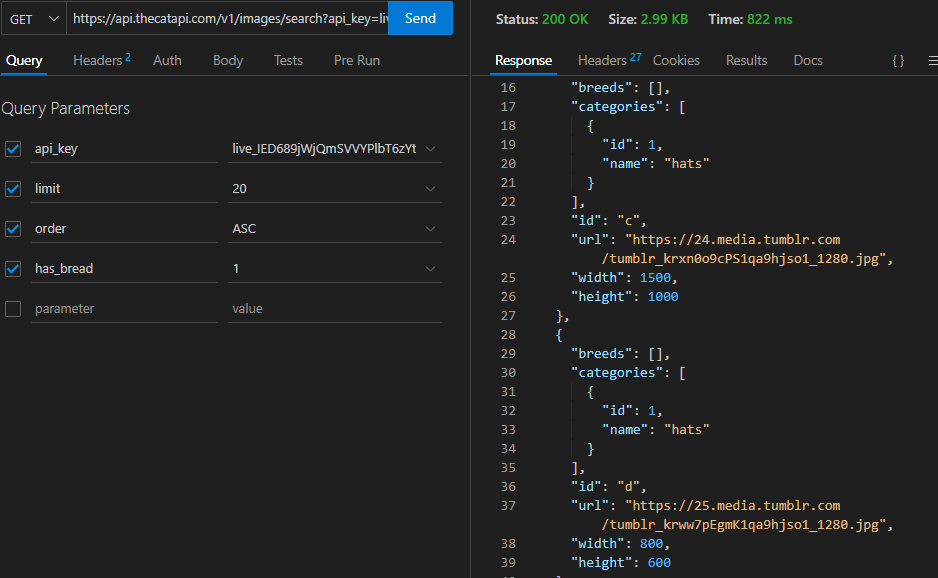 GET https://api.thecatapi.com/v1/images/search?api_key=li Send
Query Headers 2 Auth Body Tests Pre Run
Query Parameters
api_key live_IED689jWjQmSVVYPlbT6zYt
limit 20
order ASC
has_bread 1
parameter value
Status: 200 OK Size: 2.99 KB Time: 822 ms
Response Headers 27 Cookies Results Docs { }
16 "breeds": [],
17 "categories": [
18 {
19 "id": 1,
20 "name": "hats"
21 }
22 ],
23 "id": "c",
24 "url": "https://24.media.tumblr.com
/tumblr_krxn0o9cPS1qa9hjso1_1280.jpg",
25 "width": 1500,
26 "height": 1000
27 },
28 {
29 "breeds": [],
30 "categories": [
31 {
32 "id": 1,
33 "name": "hats"
34 }
35 ],
36 "id": "d",
37 "url": "https://25.media.tumblr.com
/tumblr_krww7pEgmK1qa9hjso1_1280.jpg",
38 "width": 800,
39 "height": 600